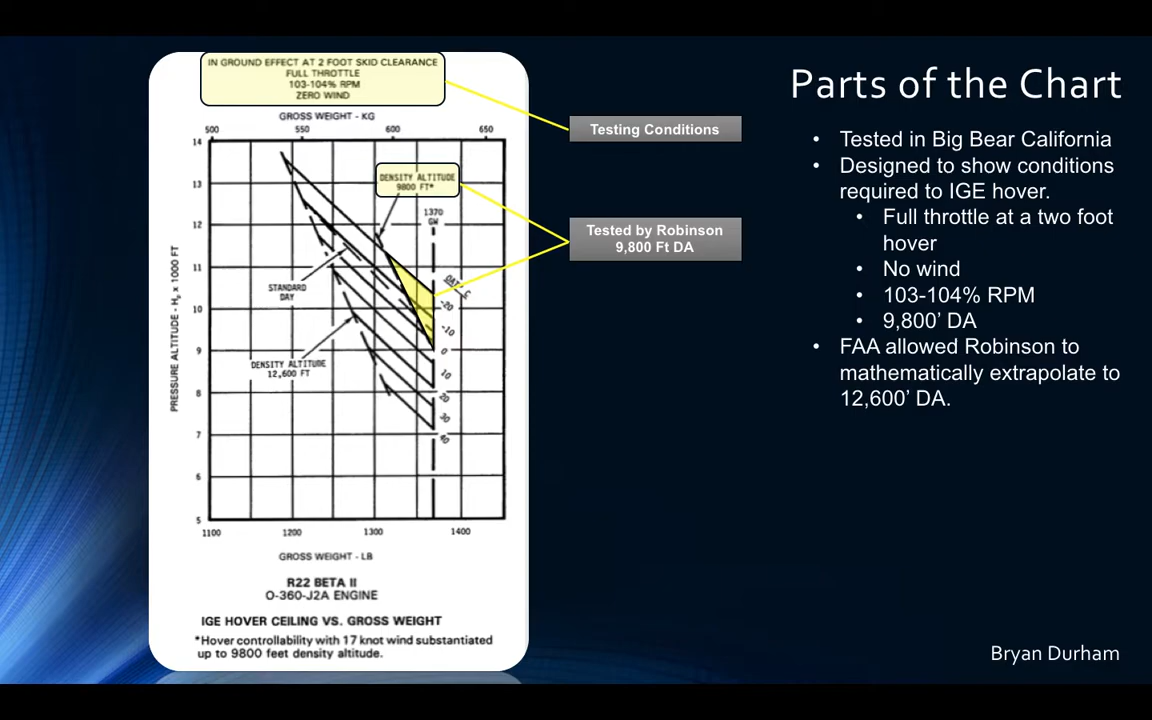 Parts of the Chart
IN GROUND EFFECT AT 2 FOOT SKID CLEARANCE
FULL THROTTLE
103-104% RPM
ZERO WIND
GROSS WEIGHT - KG
500 550 600 650
14
13
12
11
10
9
8
7
6
5
PRESSURE ALTITUDE - Hp x 1000 FT
DENSITY ALTITUDE
9800 FT*
1370
GW
STANDARD
DAY
DENSITY ALTITUDE
12,600 FT
OAT °C
-20
-10
0
10
20
30
40
1100 1200 1300 1400
GROSS WEIGHT - LB
R22 BETA II
O-360-J2A ENGINE
IGE HOVER CEILING VS. GROSS WEIGHT
*Hover controllability with 17 knot wind substantiated
up to 9800 feet density altitude.
Testing Conditions
Tested by Robinson
9,800 Ft DA
• Tested in Big Bear California
• Designed to show conditions
required to IGE hover.
• Full throttle at a two foot
hover
• No wind
• 103-104% RPM
• 9,800’ DA
• FAA allowed Robinson to
mathematically extrapolate to
12,600’ DA.
Bryan Durham